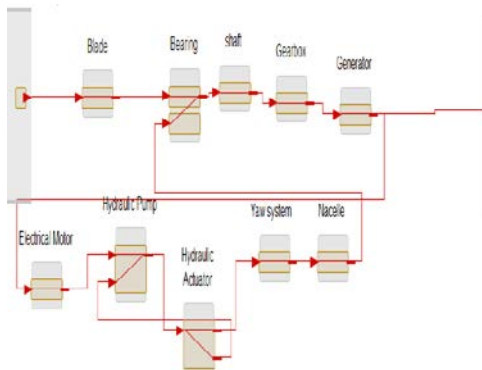 Blade
Bearing
shaft
Gearbox
Generator
Hydraulic Pump
Yaw system
Nacelle
Electrical Motor
Hydraulic
Actuator